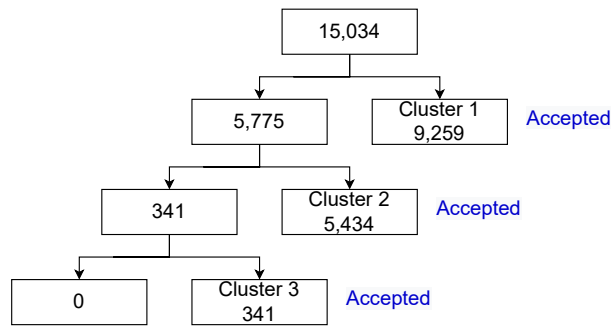 15,034
5,775
Cluster 1
9,259
Accepted
341
Cluster 2
5,434
Accepted
0
Cluster 3
341
Accepted